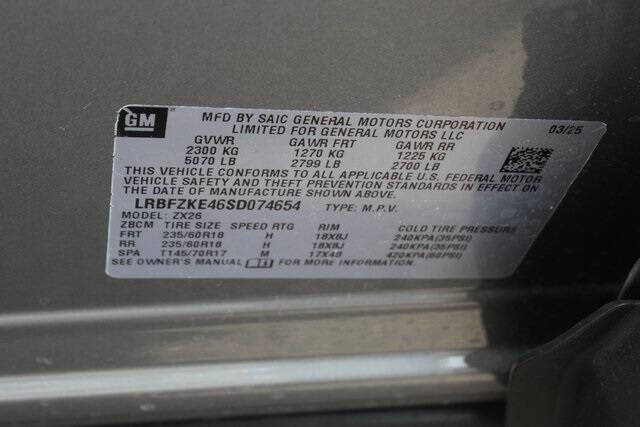 GM
MFD BY SAIC GENERAL MOTORS CORPORATION 03/25
LIMITED FOR GENERAL MOTORS LLC
GVWR GAWR FRT GAWR RR
2300 KG 1270 KG 1225 KG
5070 LB 2799 LB 2700 LB
THIS VEHICLE CONFORMS TO ALL APPLICABLE U.S. FEDERAL MOTOR
VEHICLE SAFETY AND THEFT PREVENTION STANDARDS IN EFFECT ON
THE DATE OF MANUFACTURE SHOWN ABOVE.
LRBFZKE46SD074654 TYPE: M.P.V.
MODEL: ZX26
ZBCM TIRE SIZE SPEED RTG RIM COLD TIRE PRESSURE
FRT 235/60R18 H 18X8J 240KPA(35PSI)
RR 235/60R18 H 18X8J 240KPA(35PSI)
SPA T145/70R17 M 17X4B 420KPA(60PSI)
SEE OWNER'S MANUAL FOR MORE INFORMATION.